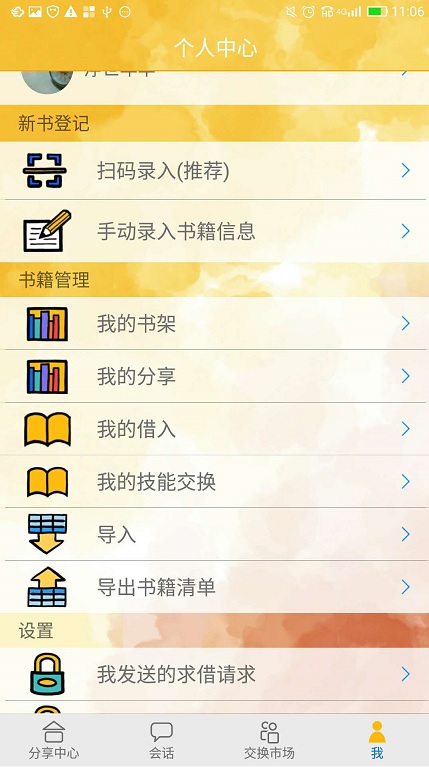 4G
11:06
个人中心
新书登记
扫码录入(推荐)
手动录入书籍信息
书籍管理
我的书架
我的分享
我的借入
我的技能交换
导入
导出书籍清单
设置
我发送的求借请求
分享中心
会话
交换市场
我